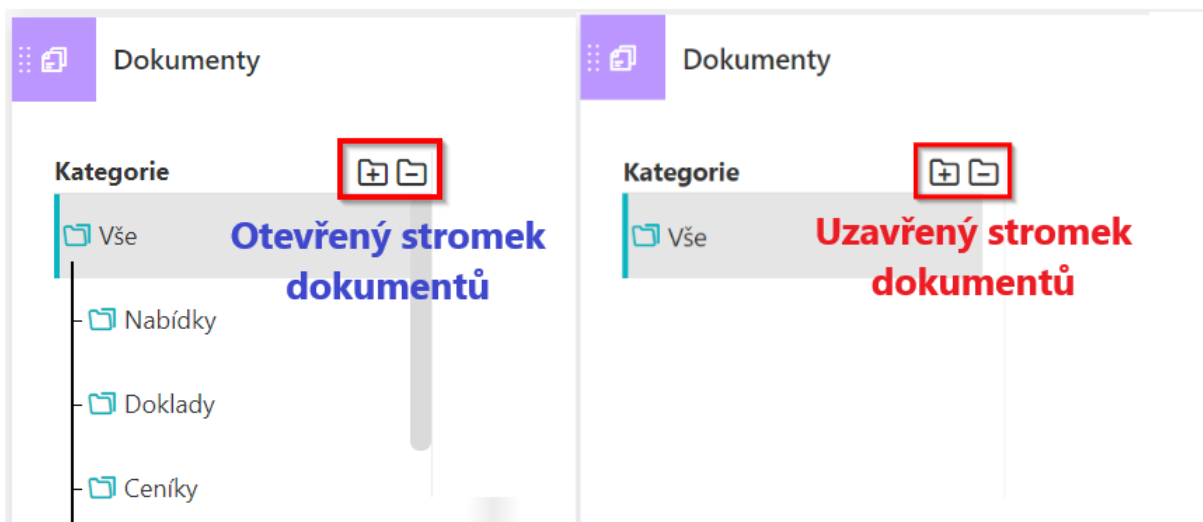 Dokumenty
Kategorie
Vše
Otevřený stromek
dokumentů
Nabídky
Doklady
Ceníky
Dokumenty
Kategorie
Vše
Uzavřený stromek
dokumentů